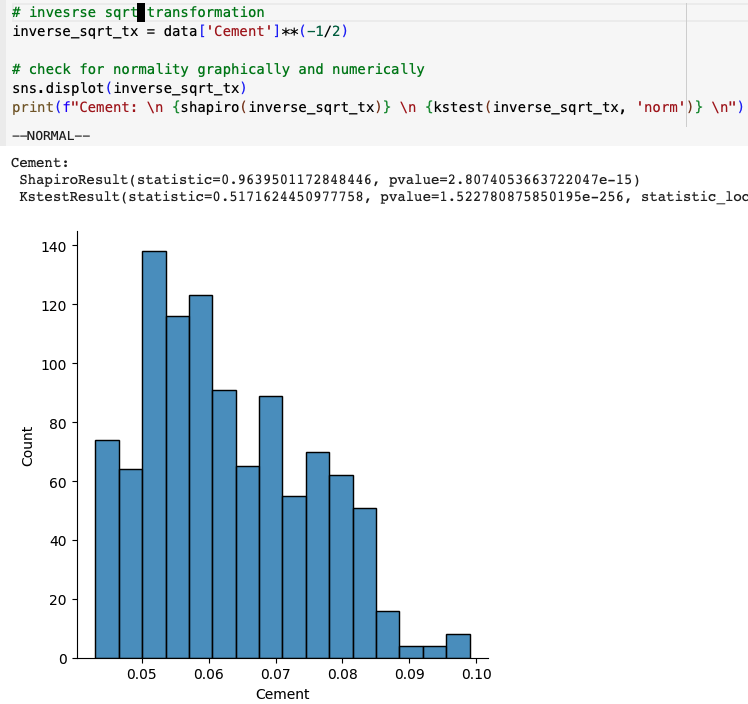 # invesrse sqrt transformation
inverse_sqrt_tx = data['Cement']**(-1/2)
# check for normality graphically and numerically
sns.displot(inverse_sqrt_tx)
print(f"Cement: \n {shapiro(inverse_sqrt_tx)} \n {kstest(inverse_sqrt_tx, 'norm')} \n")
--NORMAL--
Cement:
ShapiroResult(statistic=0.9639501172848446, pvalue=2.8074053663722047e-15)
KstestResult(statistic=0.5171624450977758, pvalue=1.522780875850195e-256, statistic_loc
140
120
100
80
60
40
20
0
Count
0.05 0.06 0.07 0.08 0.09 0.10
Cement